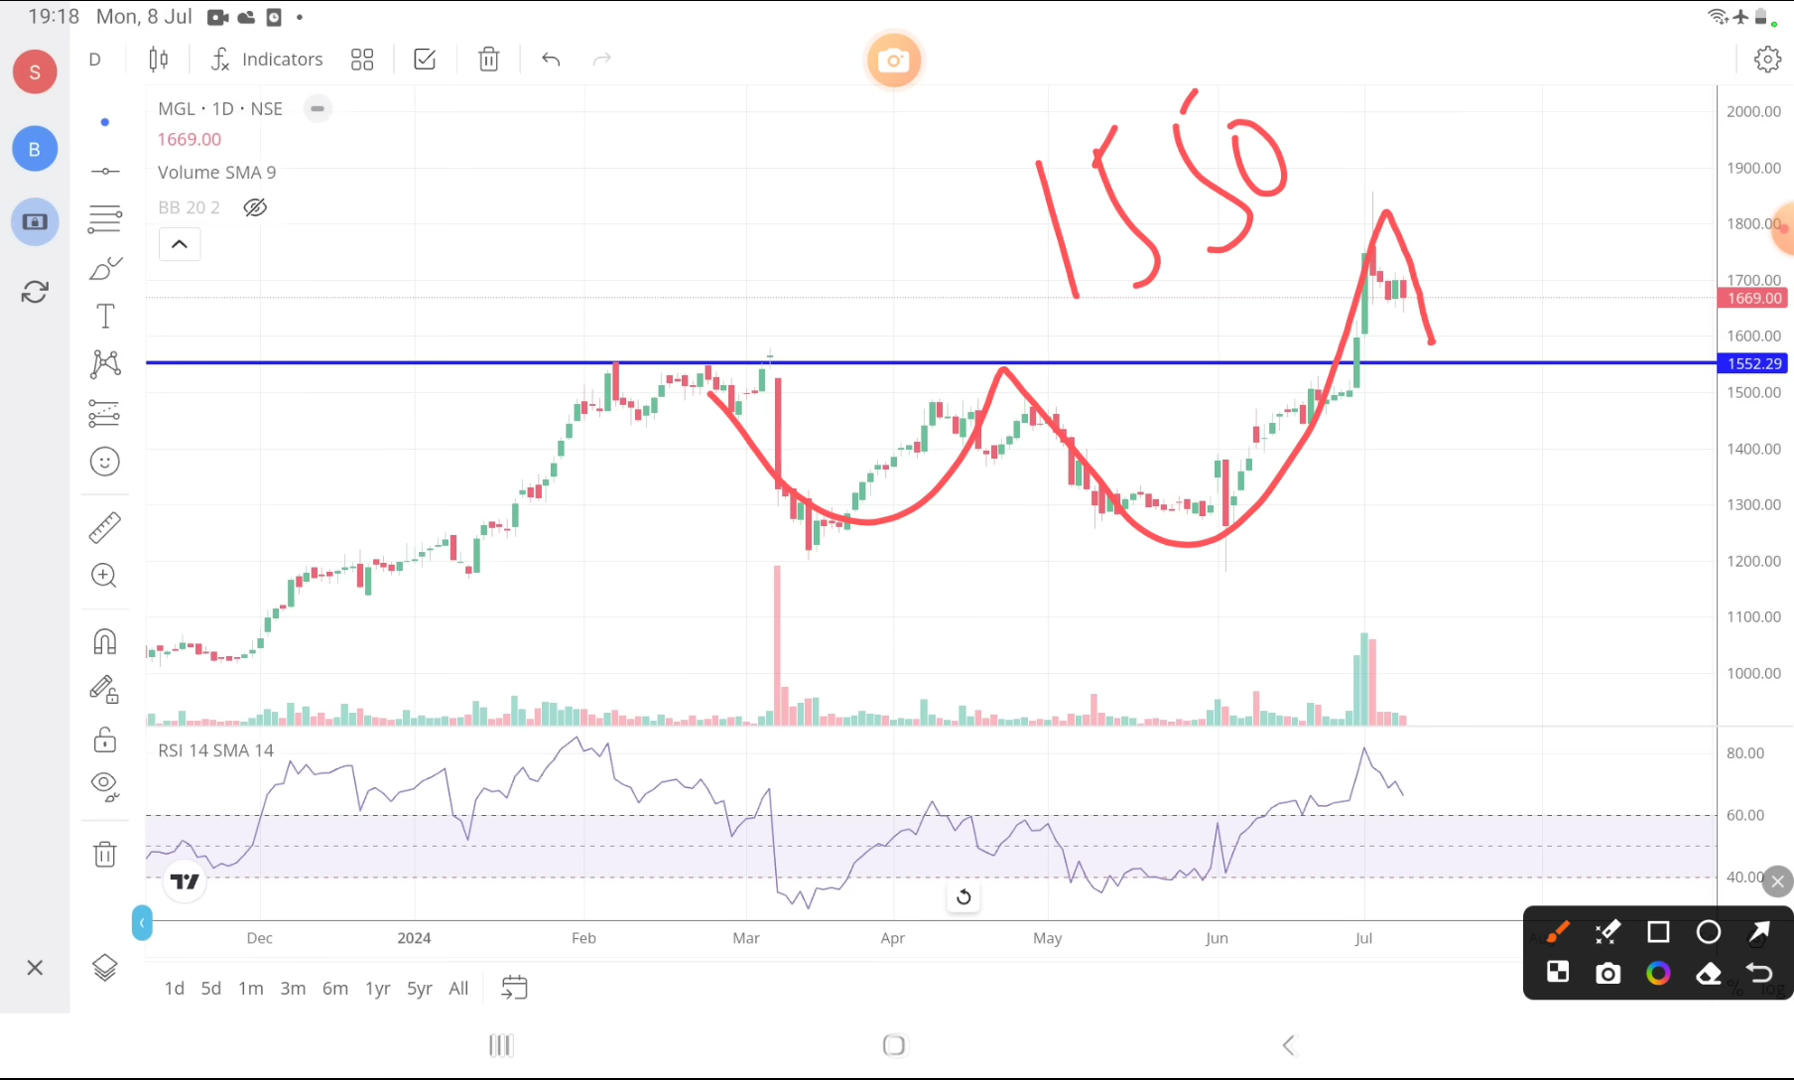 19:18 Mon, 8 Jul
S
D
Indicators
B
MGL · 1D · NSE
1669.00
Volume SMA 9
BB 20 2
1550
2000.00
1900.00
1800.00
1700.00
1669.00
1600.00
1552.29
1500.00
1400.00
1300.00
1200.00
1100.00
1000.00
RSI 14 SMA 14
80.00
60.00
40.00
Dec 2024 Feb Mar Apr May Jun Jul
1d 5d 1m 3m 6m 1yr 5yr All
% log